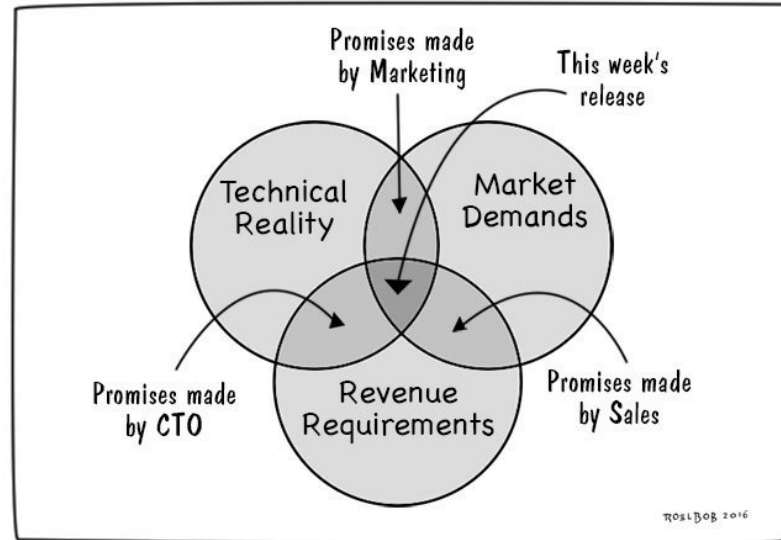 Promises made
by Marketing
This week's
release
Technical
Reality
Market
Demands
Promises made
by CTO
Revenue
Requirements
Promises made
by Sales
ROELBOB 2016